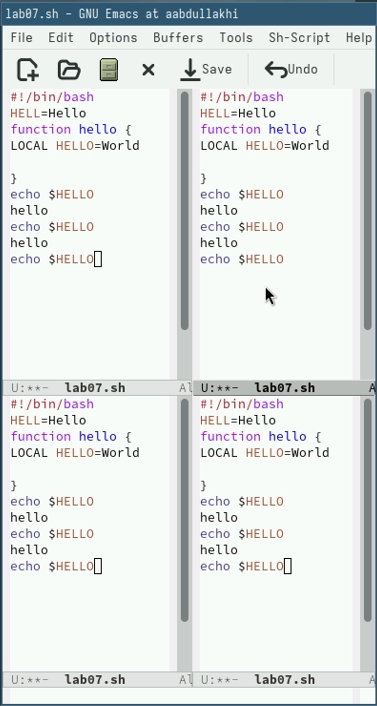 lab07.sh - GNU Emacs at aabdullakhi
File Edit Options Buffers Tools Sh-Script Help
Save Undo
#!/bin/bash
HELL=Hello
function hello {
LOCAL HELLO=World
}
echo $HELLO
hello
echo $HELLO
hello
echo $HELLO
U:**- lab07.sh Al
#!/bin/bash
HELL=Hello
function hello {
LOCAL HELLO=World
}
echo $HELLO
hello
echo $HELLO
hello
echo $HELLO
U:**- lab07.sh A
#!/bin/bash
HELL=Hello
function hello {
LOCAL HELLO=World
}
echo $HELLO
hello
echo $HELLO
hello
echo $HELLO
U:**- lab07.sh Al
#!/bin/bash
HELL=Hello
function hello {
LOCAL HELLO=World
}
echo $HELLO
hello
echo $HELLO
hello
echo $HELLO
U:**- lab07.sh A